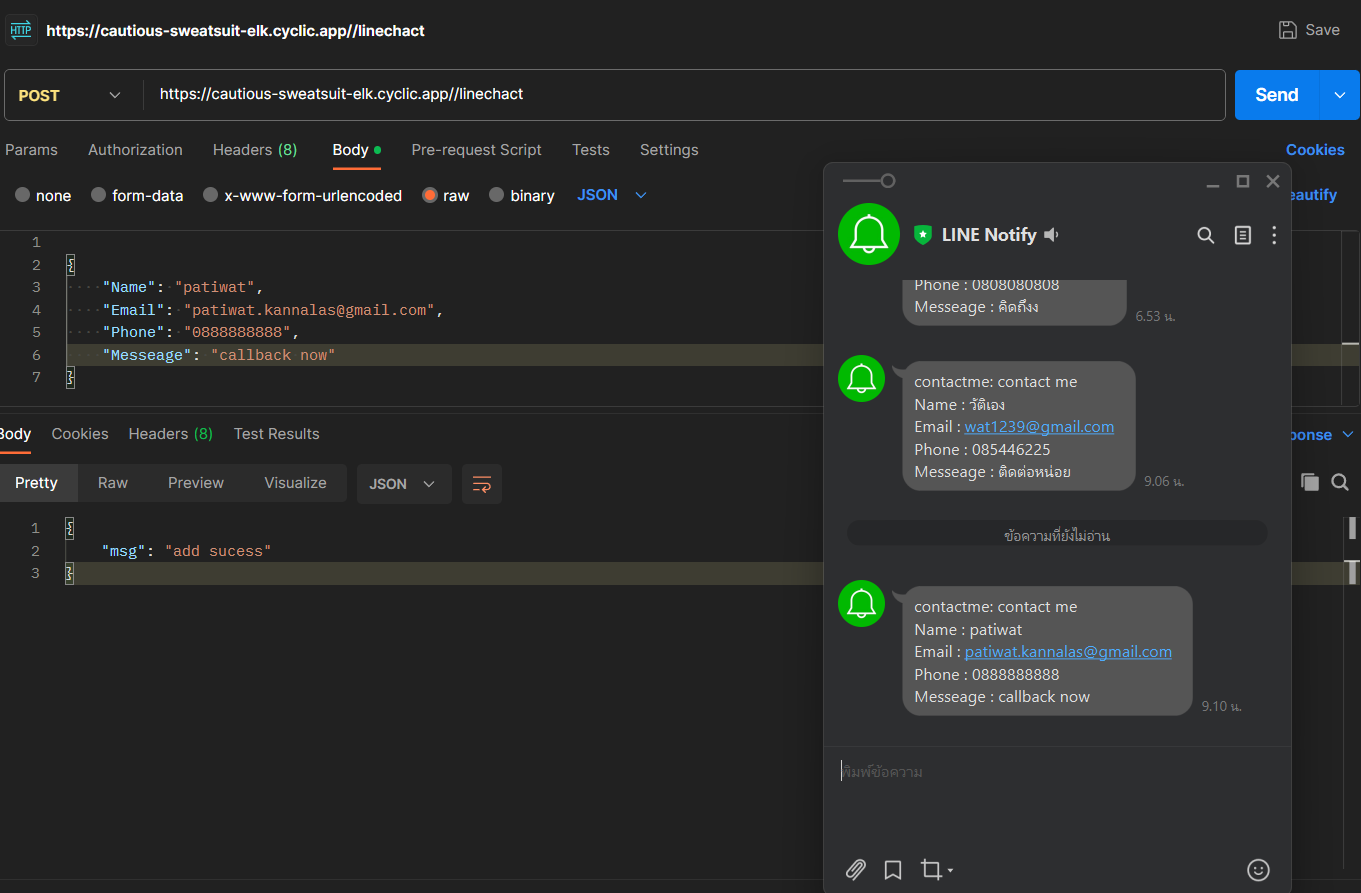 HTTP https://cautious-sweatsuit-elk.cyclic.app//linechact
Save
POST https://cautious-sweatsuit-elk.cyclic.app//linechact
Send
Params Authorization Headers (8) Body Pre-request Script Tests Settings
Cookies
none form-data x-www-form-urlencoded raw binary JSON
eautify
1
2 {
3 "Name": "patiwat",
4 "Email": "patiwat.kannalas@gmail.com",
5 "Phone": "0888888888",
6 "Messeage": "callback now"
7 }
Body Cookies Headers (8) Test Results
ponse
Pretty Raw Preview Visualize JSON
1 {
2 "msg": "add sucess"
3 }
LINE Notify
Phone : 0808080808
Messeage : คิดถึงง
6.53 น.
contactme: contact me
Name : วัติเอง
Email : wat1239@gmail.com
Phone : 085446225
Messeage : ติดต่อหน่อย
9.06 น.
ข้อความที่ยังไม่อ่าน
contactme: contact me
Name : patiwat
Email : patiwat.kannalas@gmail.com
Phone : 0888888888
Messeage : callback now
9.10 น.
พิมพ์ข้อความ